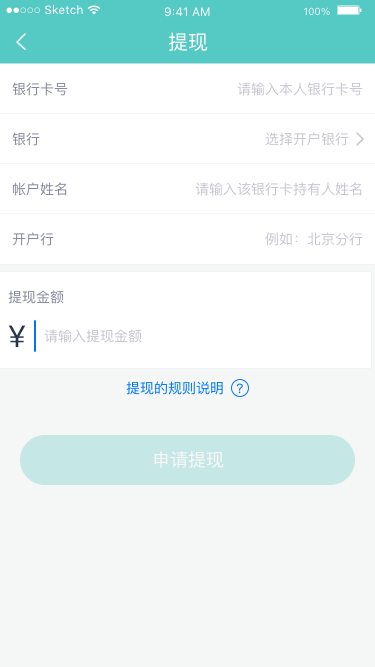 Sketch 9:41 AM 100%
提现
银行卡号 请输入本人银行卡号
银行 选择开户银行
帐户姓名 请输入该银行卡持有人姓名
开户行 例如：北京分行
提现金额
¥ 请输入提现金额
提现的规则说明 ?
申请提现